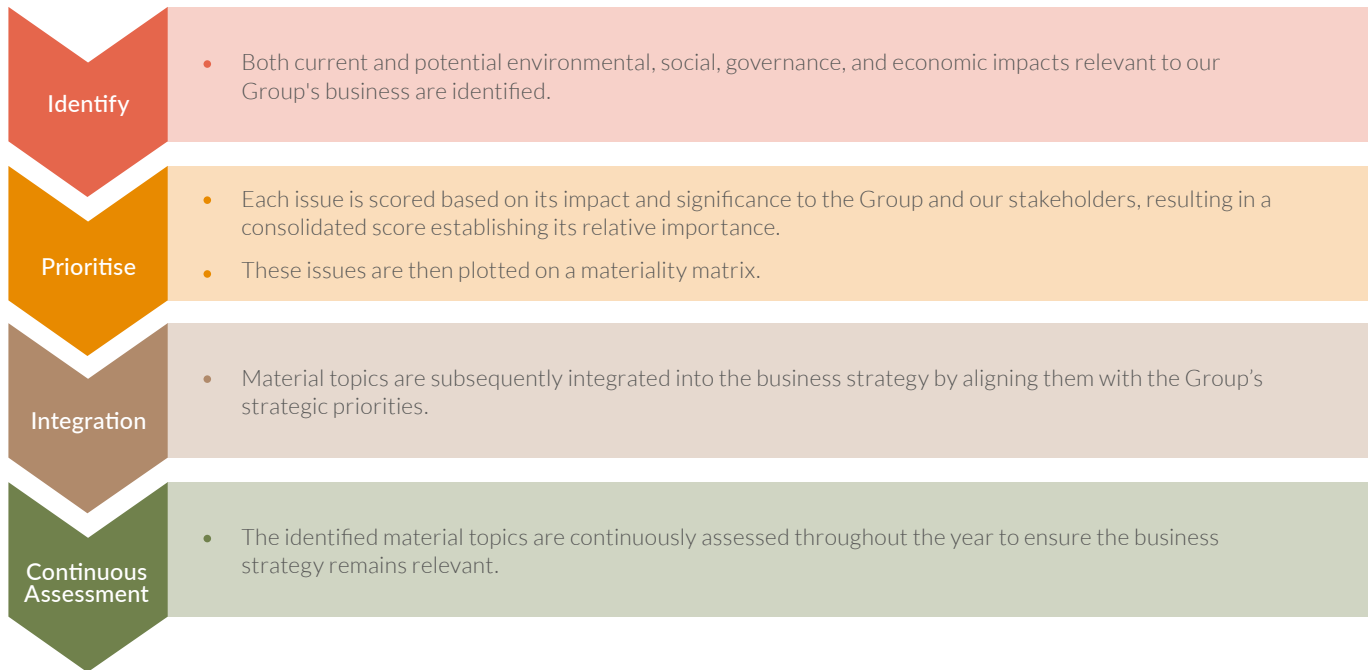 Identify
• Both current and potential environmental, social, governance, and economic impacts relevant to our
Group's business are identified.
Prioritise
• Each issue is scored based on its impact and significance to the Group and our stakeholders, resulting in a
consolidated score establishing its relative importance.
• These issues are then plotted on a materiality matrix.
Integration
• Material topics are subsequently integrated into the business strategy by aligning them with the Group’s
strategic priorities.
Continuous
Assessment
• The identified material topics are continuously assessed throughout the year to ensure the business
strategy remains relevant.